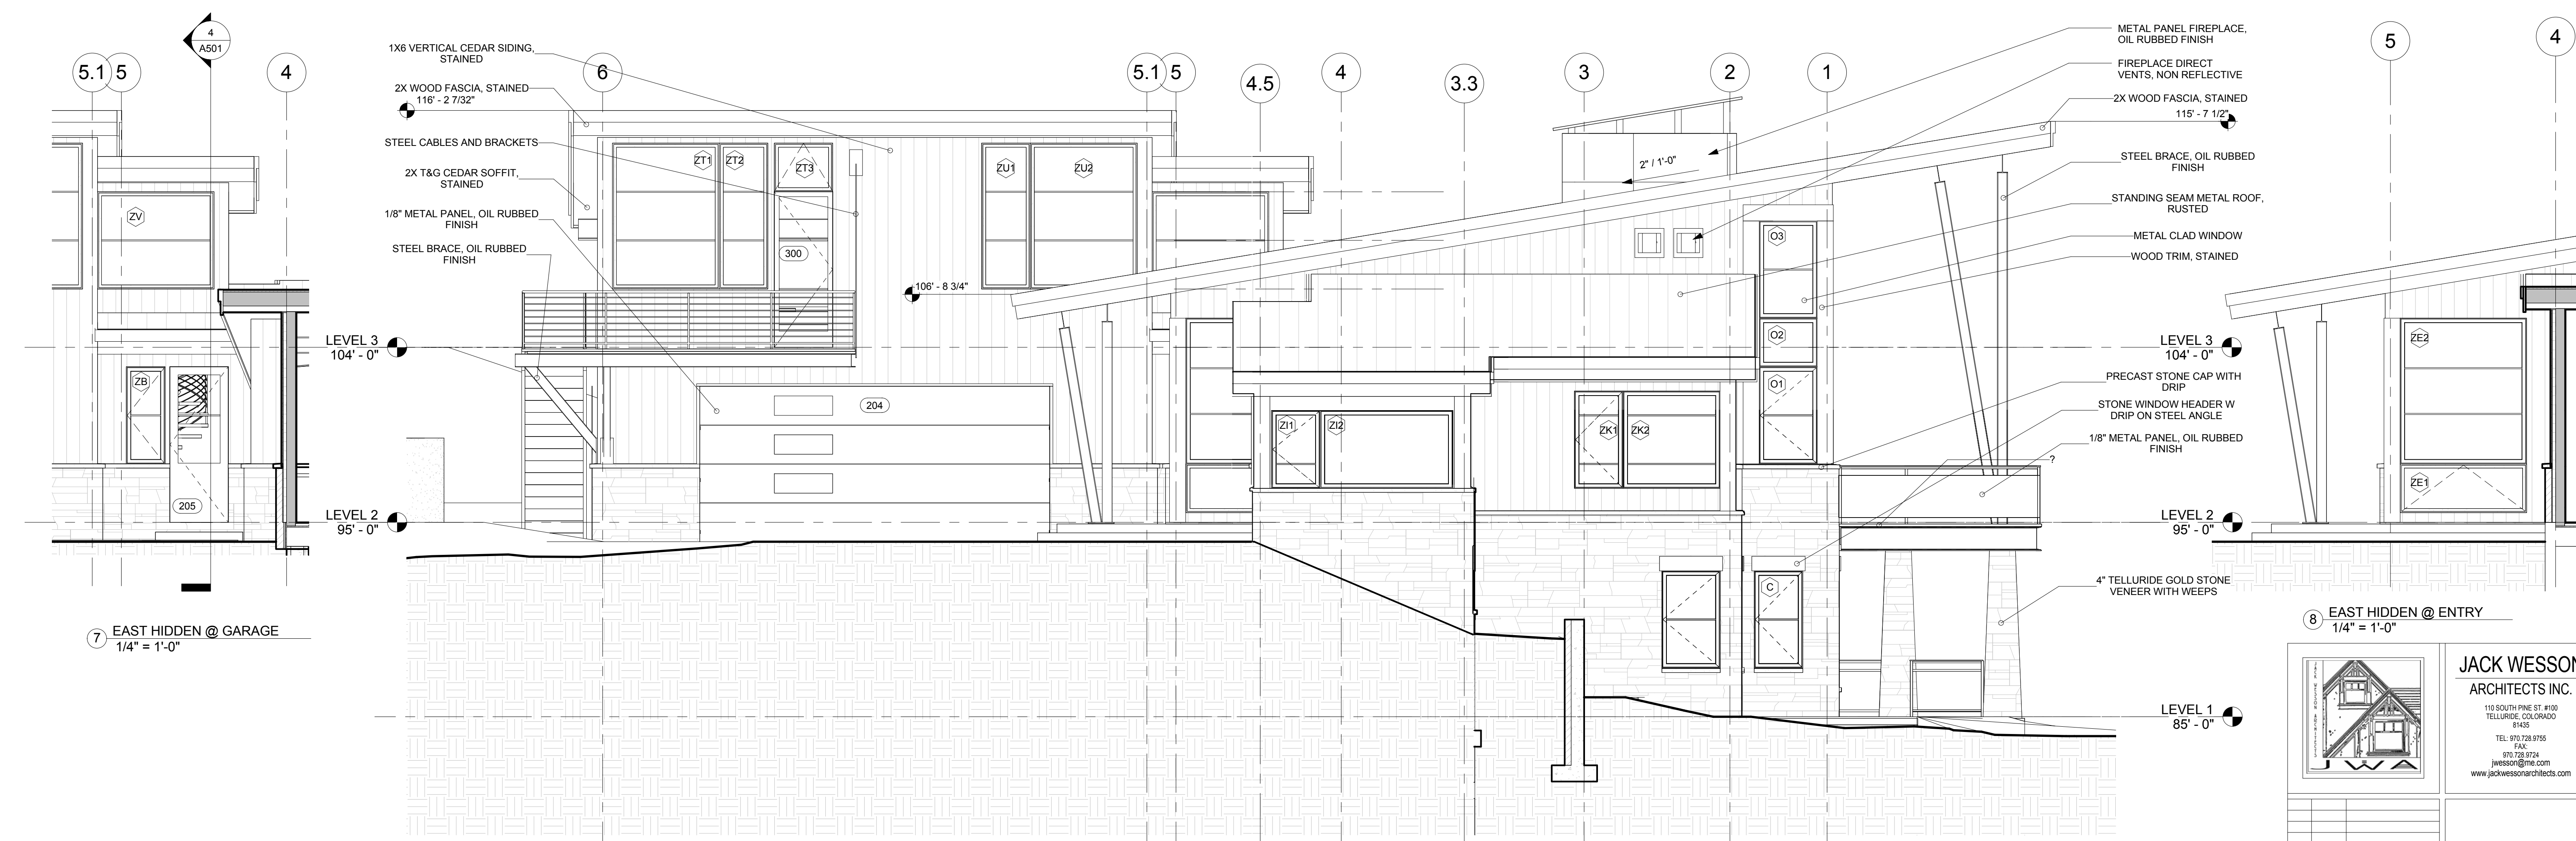 4
A501
5.1
5
4
ZV
ZB
205
7
EAST HIDDEN @ GARAGE
1/4" = 1'-0"
1X6 VERTICAL CEDAR SIDING,
STAINED
2X WOOD FASCIA, STAINED
116' - 2 7/32"
STEEL CABLES AND BRACKETS
2X T&G CEDAR SOFFIT,
STAINED
1/8" METAL PANEL, OIL RUBBED
FINISH
STEEL BRACE, OIL RUBBED
FINISH
LEVEL 3
104' - 0"
LEVEL 2
95' - 0"
6
5.1
5
4.5
4
3.3
3
2
1
ZT1
ZT2
ZT3
ZU1
ZU2
300
204
106' - 8 3/4"
2" / 1'-0"
O3
O2
O1
ZI1
ZI2
ZK1
ZK2
C
METAL PANEL FIREPLACE,
OIL RUBBED FINISH
FIREPLACE DIRECT
VENTS, NON REFLECTIVE
2X WOOD FASCIA, STAINED
115' - 7 1/2"
STEEL BRACE, OIL RUBBED
FINISH
STANDING SEAM METAL ROOF,
RUSTED
METAL CLAD WINDOW
WOOD TRIM, STAINED
LEVEL 3
104' - 0"
PRECAST STONE CAP WITH
DRIP
STONE WINDOW HEADER W
DRIP ON STEEL ANGLE
1/8" METAL PANEL, OIL RUBBED
FINISH
?
LEVEL 2
95' - 0"
4" TELLURIDE GOLD STONE
VENEER WITH WEEPS
LEVEL 1
85' - 0"
5
4
ZE2
ZE1
8
EAST HIDDEN @ ENTRY
1/4" = 1'-0"
JACK WESSON ARCHITECTS
JWA
JACK WESSON
ARCHITECTS INC.
110 SOUTH PINE ST. #100
TELLURIDE, COLORADO
81435
TEL: 970.728.9755
FAX:
970.728.9724
jwesson@me.com
www.jackwessonarchitects.com